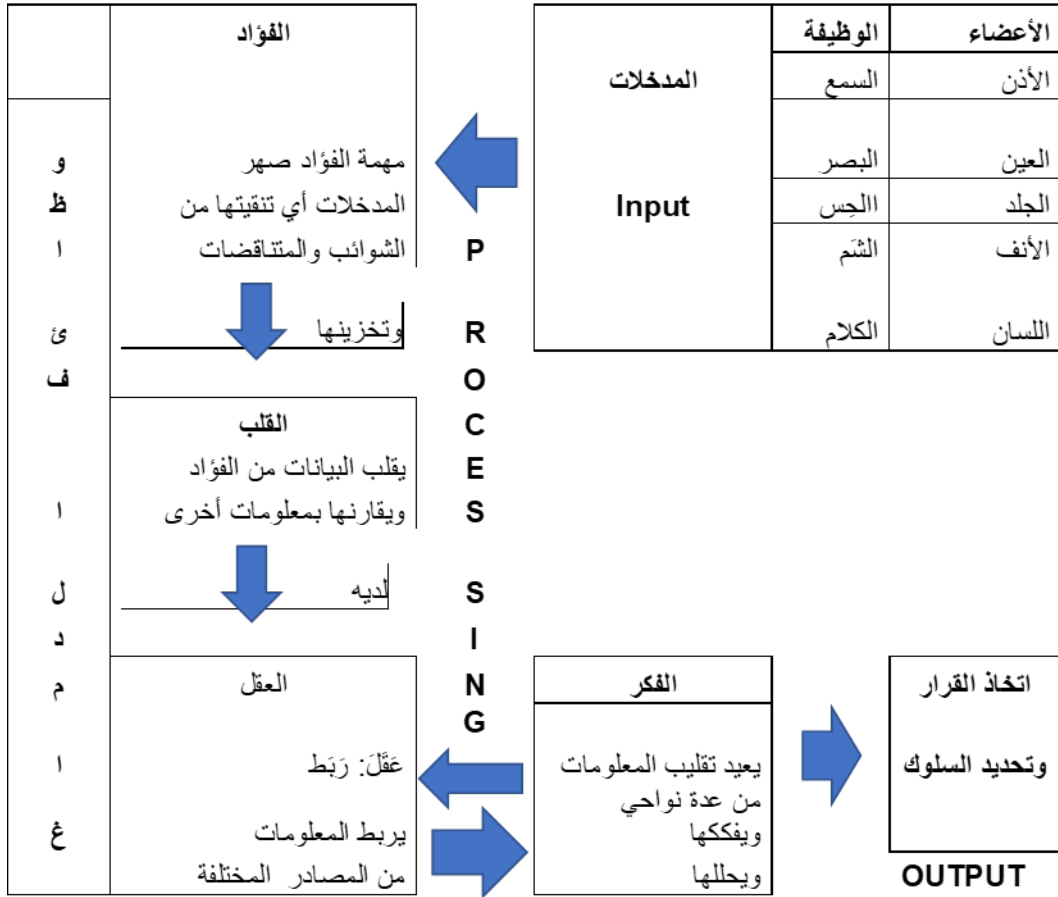 الأعضاء الوظيفة
الأذن السمع
العين البصر
الجلد االحِس
الأنف الشَم
اللسان الكلام
المدخلات
Input
الفؤاد
مهمة الفؤاد صهر
المدخلات أي تنقيتها من
الشوائب والمتناقضات
وتخزينها
القلب
يقلب البيانات من الفؤاد
ويقارنها بمعلومات أخرى
لديه
العقل
عَقَلَ: رَبَط
يربط المعلومات
من المصادر المختلفة
الفكر
يعيد تقليب المعلومات
من عدة نواحي
ويفككها
ويحللها
اتخاذ القرار
وتحديد السلوك
OUTPUT
P
R
O
C
E
S
S
I
N
G
و
ظ
ا
ئ
ف
ا
ل
د
م
ا
غ